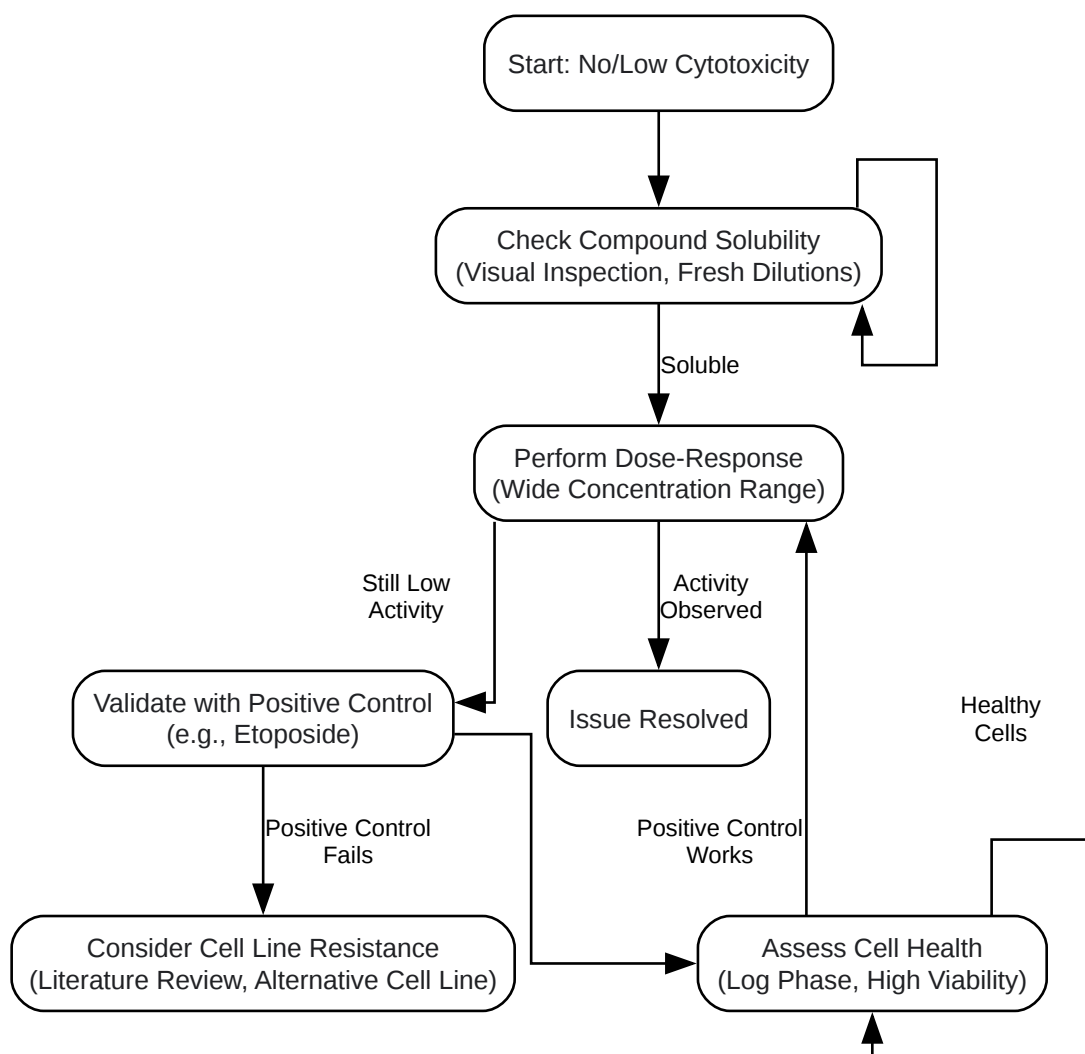 Start: No/Low Cytotoxicity
Check Compound Solubility
(Visual Inspection, Fresh Dilutions)
Soluble
Perform Dose-Response
(Wide Concentration Range)
Still Low
Activity
Activity
Observed
Validate with Positive Control
(e.g., Etoposide)
Issue Resolved
Healthy
Cells
Positive Control
Fails
Positive Control
Works
Consider Cell Line Resistance
(Literature Review, Alternative Cell Line)
Assess Cell Health
(Log Phase, High Viability)